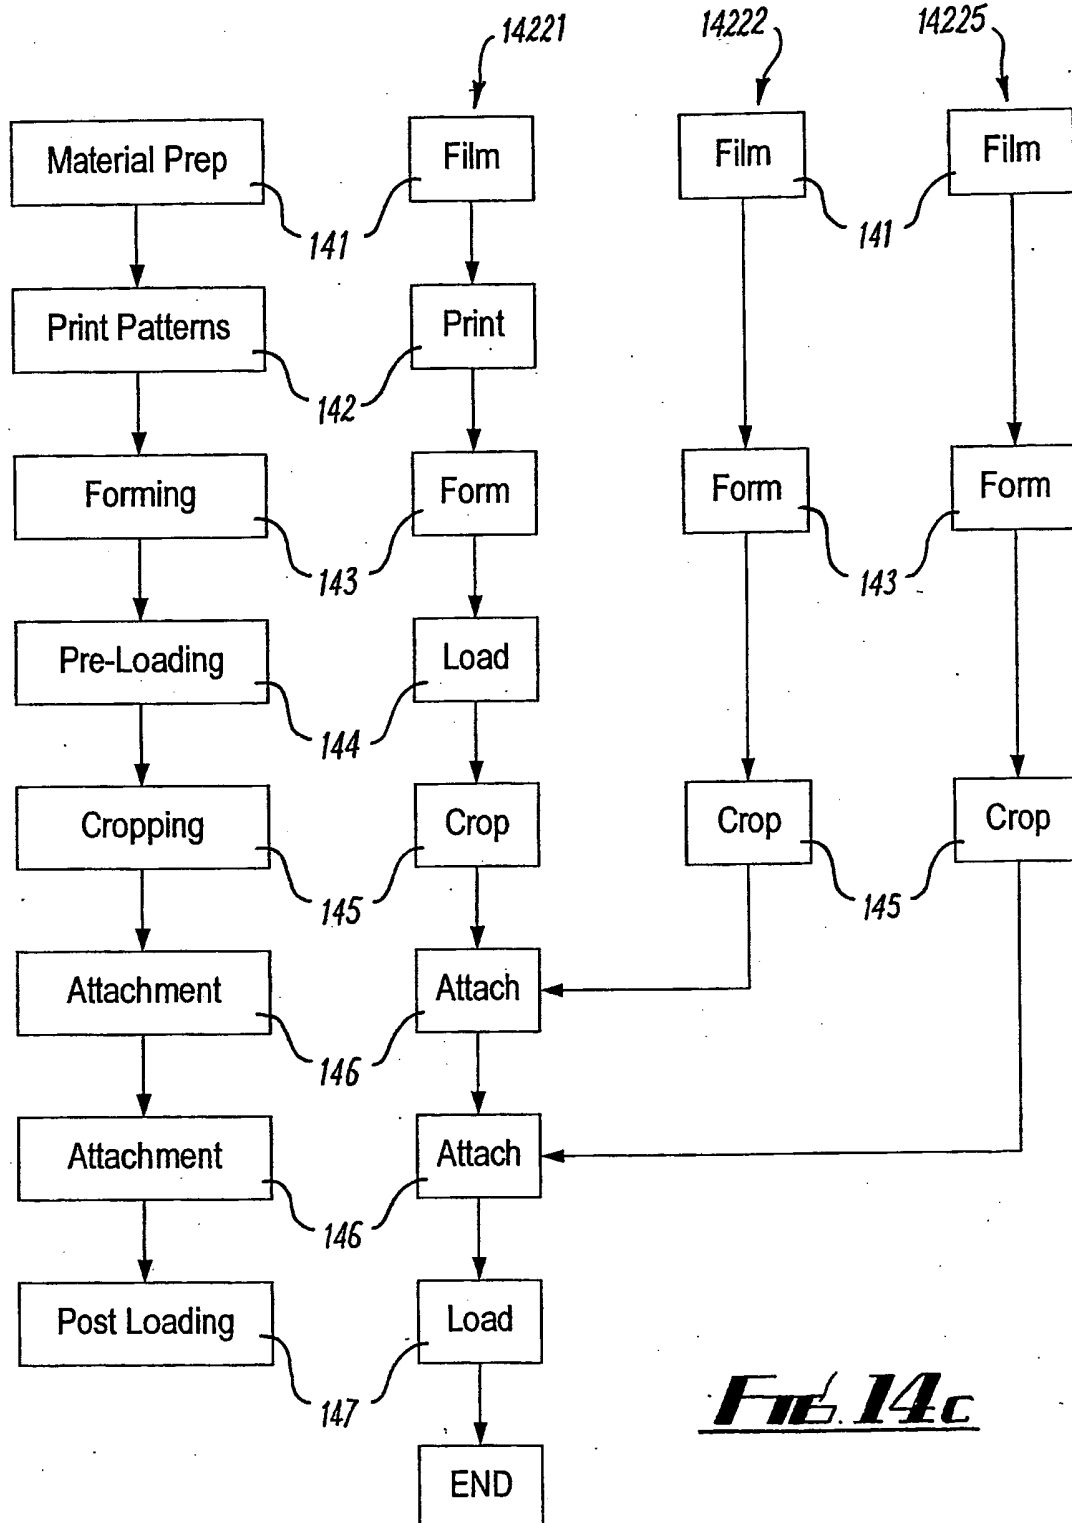 14221 14222 14225
Material Prep Film Film Film
141 141
Print Patterns Print
142
Forming Form Form Form
143 143
Pre-Loading Load
144
Cropping Crop Crop Crop
145 145
Attachment Attach
146
Attachment Attach
146
Post Loading Load
147
FIG. 14c
END